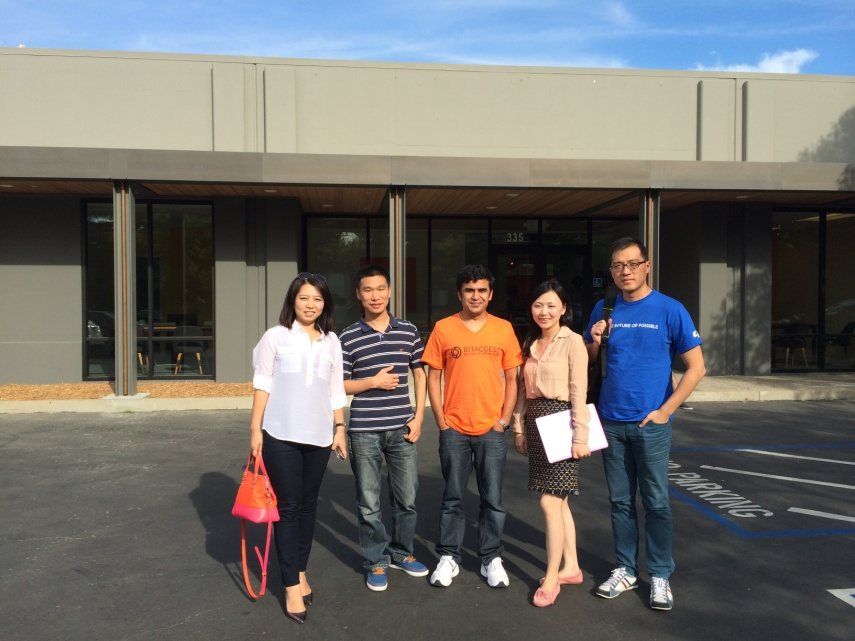 335
BITACCESS
FUTURE OF POSSIBLE
PARKING